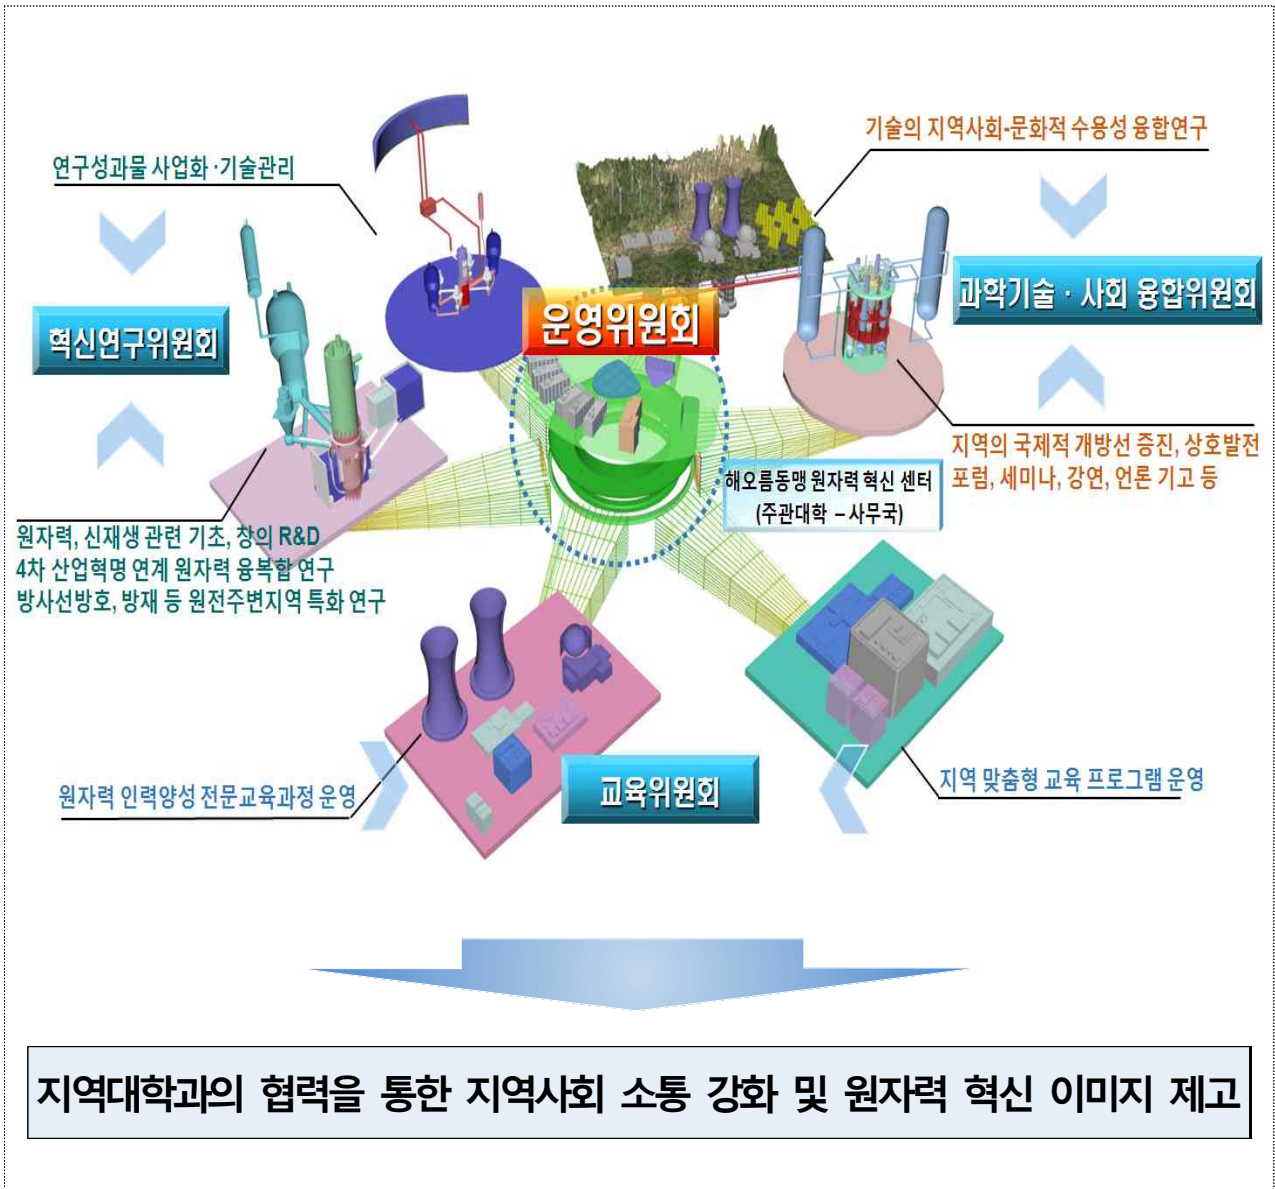 기술의 지역사회-문화적 수용성 융합연구
연구성과물 사업화 ·기술관리
과학기술 · 사회 융합위원회
운영위원회
혁신연구위원회
지역의 국제적 개방선 증진, 상호발전
포럼, 세미나, 강연, 언론 기고 등
해오름동맹 원자력 혁신 센터
(주관대학 – 사무국)
원자력, 신재생 관련 기초, 창의 R&D
4차 산업혁명 연계 원자력 융복합 연구
방사선방호, 방재 등 원전주변지역 특화 연구
원자력 인력양성 전문교육과정 운영
교육위원회
지역 맞춤형 교육 프로그램 운영
지역대학과의 협력을 통한 지역사회 소통 강화 및 원자력 혁신 이미지 제고